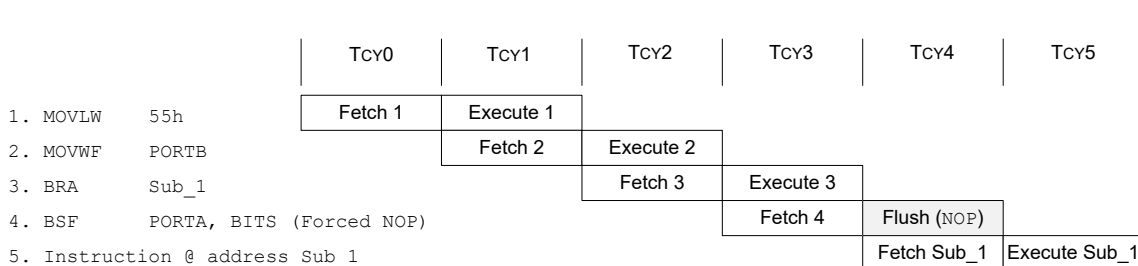 TCY0 TCY1 TCY2 TCY3 TCY4 TCY5
1. MOVLW 55h Fetch 1 Execute 1
2. MOVWF PORTB Fetch 2 Execute 2
3. BRA Sub_1 Fetch 3 Execute 3
4. BSF PORTA, BITS (Forced NOP) Fetch 4 Flush (NOP)
5. Instruction @ address Sub 1 Fetch Sub_1 Execute Sub_1